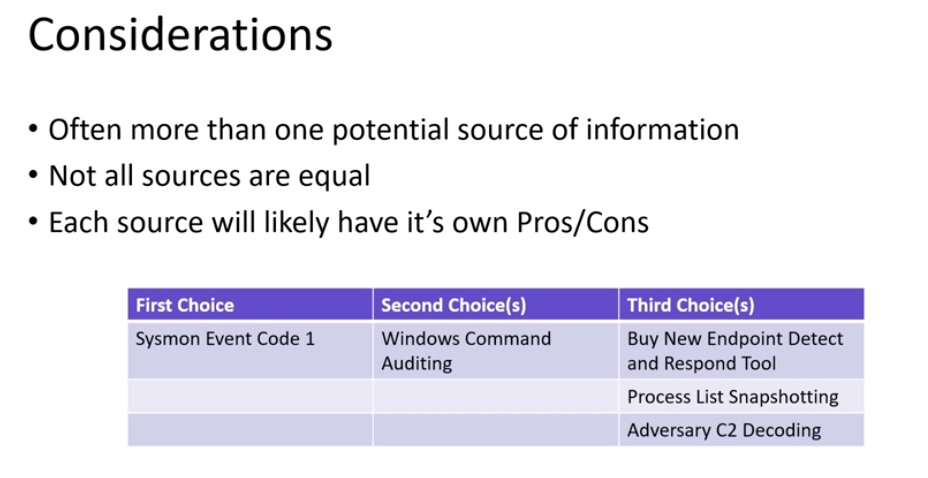 Considerations
• Often more than one potential source of information
• Not all sources are equal
• Each source will likely have it's own Pros/Cons
First Choice
Second Choice(s)
Third Choice(s)
Sysmon Event Code 1
Windows Command
Auditing
Buy New Endpoint Detect
and Respond Tool
Process List Snapshotting
Adversary C2 Decoding